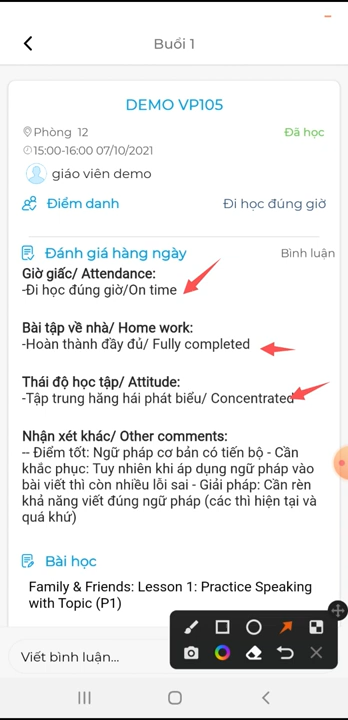 Buổi 1
DEMO VP105
Phòng 12
Đã học
15:00-16:00 07/10/2021
giáo viên demo
Điểm danh
Đi học đúng giờ
Đánh giá hàng ngày
Bình luận
Giờ giấc/ Attendance:
-Đi học đúng giờ/On time
Bài tập về nhà/ Home work:
-Hoàn thành đầy đủ/ Fully completed
Thái độ học tập/ Attitude:
-Tập trung hăng hái phát biểu/ Concentrated
Nhận xét khác/ Other comments:
-- Điểm tốt: Ngữ pháp cơ bản có tiến bộ - Cần
khắc phục: Tuy nhiên khi áp dụng ngữ pháp vào
bài viết thì còn nhiều lỗi sai - Giải pháp: Cần rèn
khả năng viết đúng ngữ pháp (các thì hiện tại và
quá khứ)
Bài học
Family & Friends: Lesson 1: Practice Speaking
with Topic (P1)
Viết bình luận...